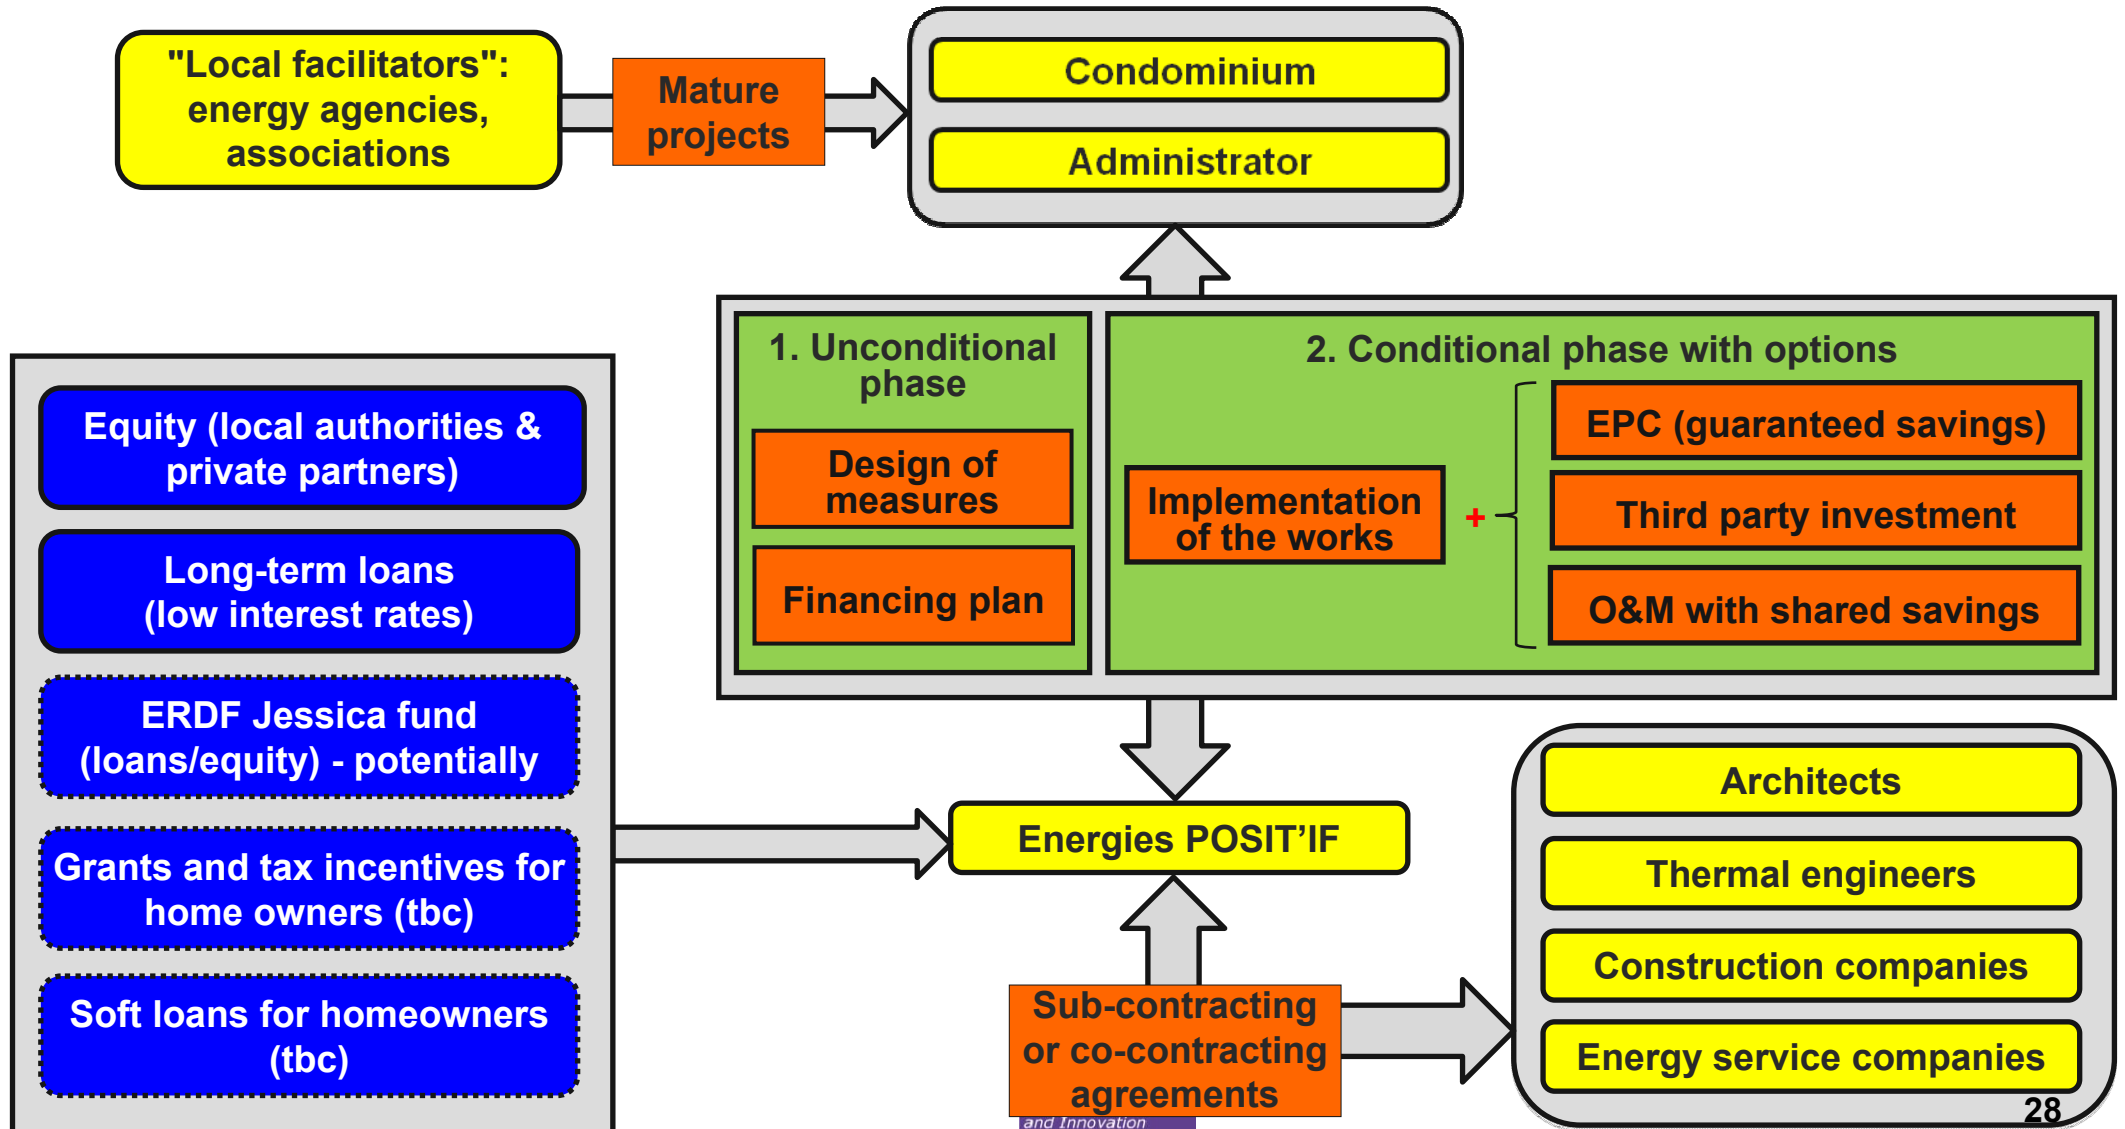 "Local facilitators":
energy agencies,
associations
Mature
projects
Condominium
Administrator
1. Unconditional
phase
Design of
measures
Financing plan
2. Conditional phase with options
Implementation
of the works
+
EPC (guaranteed savings)
Third party investment
O&M with shared savings
Equity (local authorities &
private partners)
Long-term loans
(low interest rates)
ERDF Jessica fund
(loans/equity) - potentially
Grants and tax incentives for
home owners (tbc)
Soft loans for homeowners
(tbc)
Energies POSIT’IF
Sub-contracting
or co-contracting
agreements
Architects
Thermal engineers
Construction companies
Energy service companies
and Innovation
28